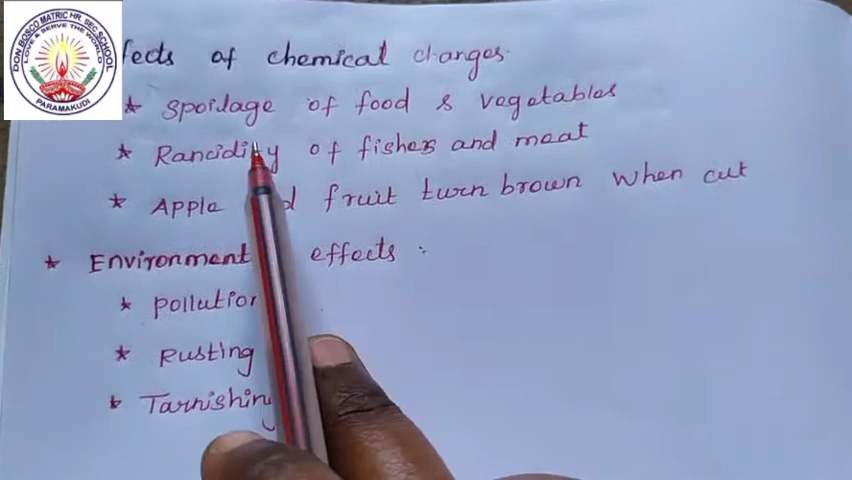 DON BOSCO MATRIC HR. SEC. SCHOOL
LOVE & SERVE THE WORLD
PARAMAKUDI
fects of chemical changes.
* Spoilage of food & vegetables
* Rancidity of fishes and meat
* Apple d fruit turn brown when cut
* Environment effects :
* Pollution
* Rusting
* Tarnishing